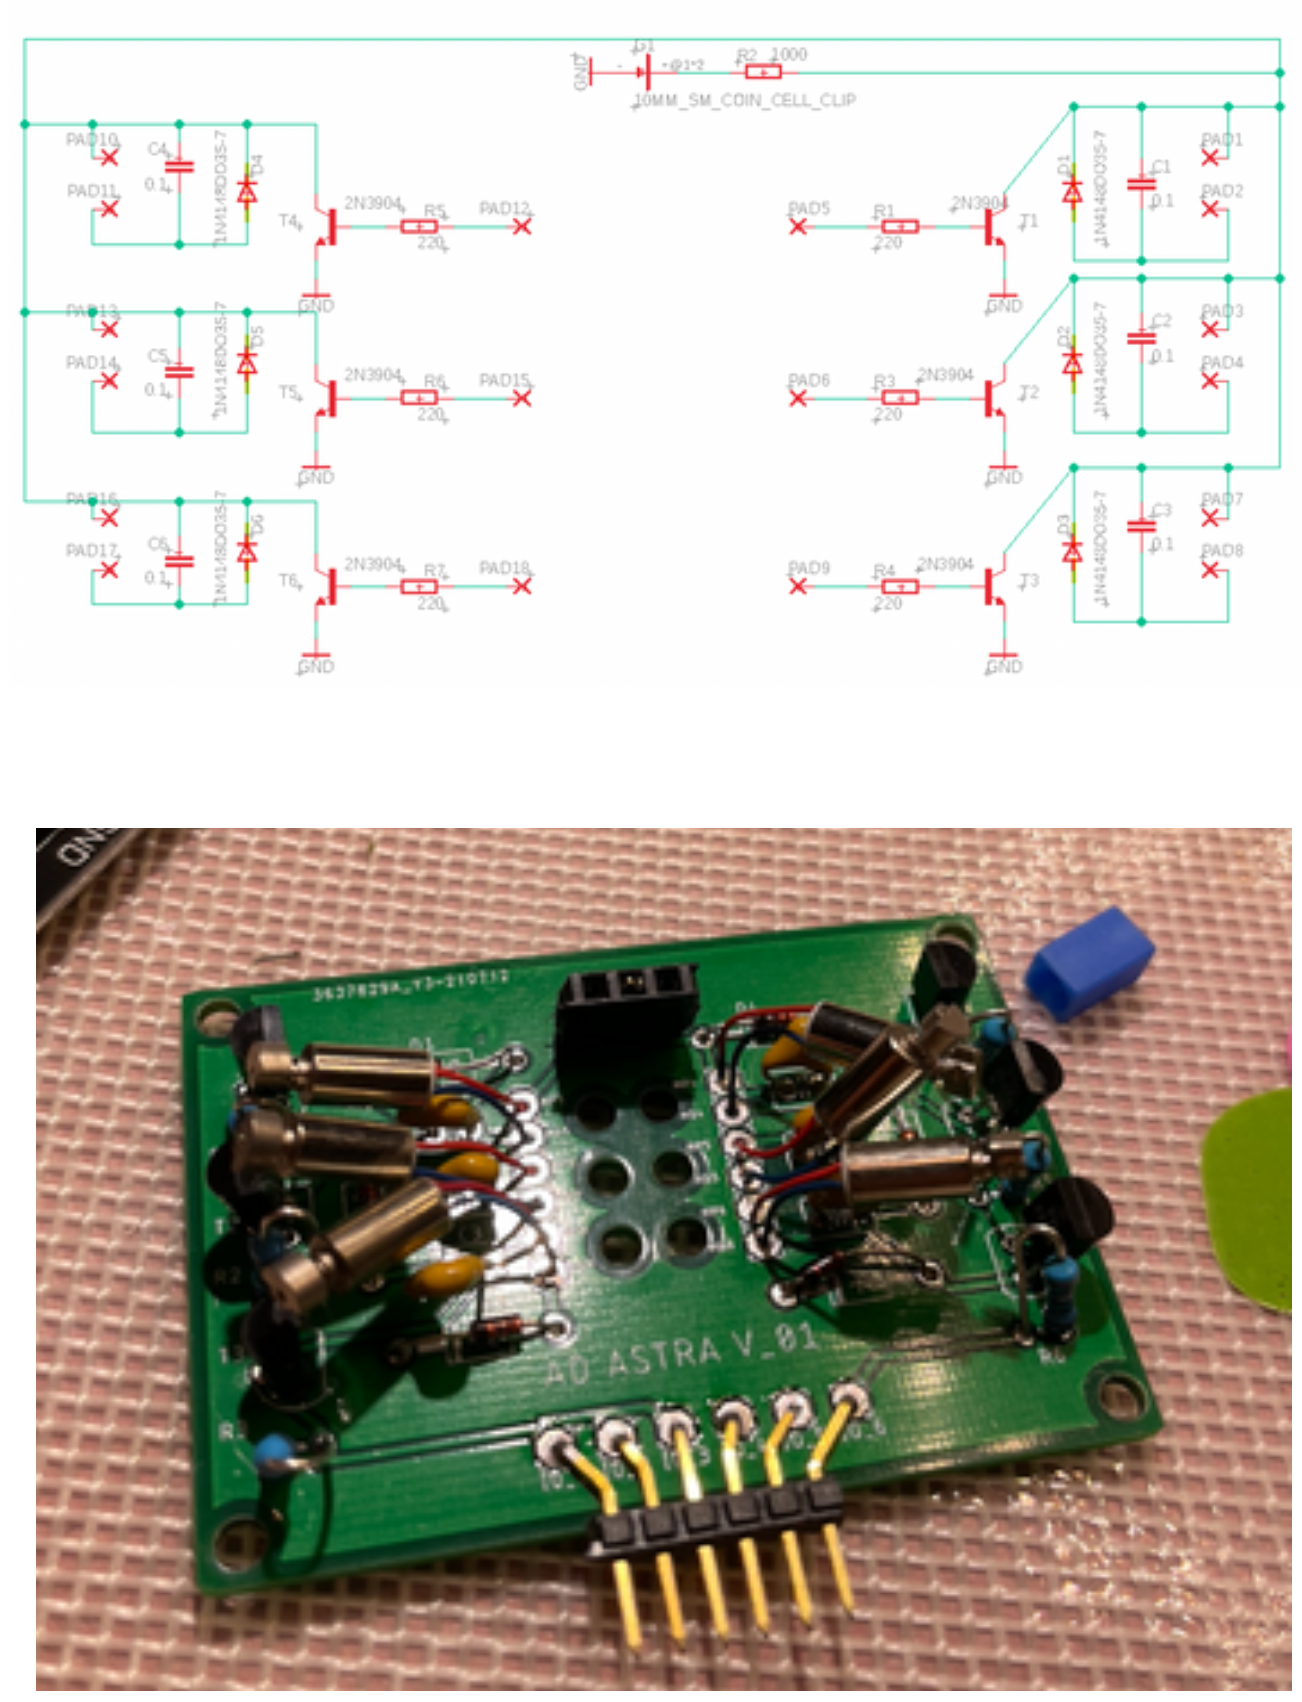 G1
R2 1000
GND
- +@1*2
10MM_SM_COIN_CELL_CLIP
PAD10
C4
1N4148DO35-7
D4
PAD11
0.1
2N3904
R5
PAD12
T4
220
GND
PAD13
C5
1N4148DO35-7
D5
PAD14
0.1
2N3904
R6
PAD15
T5
220
GND
PAD16
C6
1N4148DO35-7
D6
PAD17
0.1
2N3904
R7
PAD18
T6
220
GND
PAD5
R1
2N3904
T1
220
GND
D1
1N4148DO35-7
C1
0.1
PAD1
PAD2
PAD6
R3
2N3904
T2
220
GND
D2
1N4148DO35-7
C2
0.1
PAD3
PAD4
PAD9
R4
2N3904
T3
220
GND
D3
1N4148DO35-7
C3
0.1
PAD7
PAD8
3637829A_Y3-210712
R2
AD ASTRA V_01